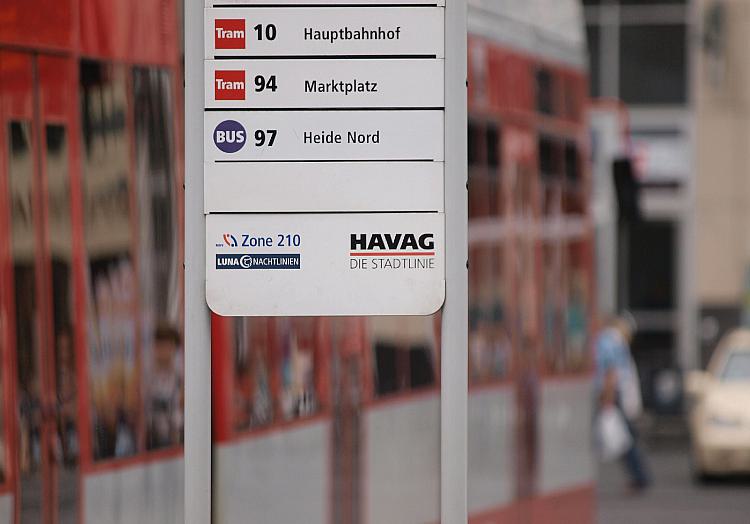 Tram 10 Hauptbahnhof
Tram 94 Marktplatz
BUS 97 Heide Nord
Zone 210
LUNA NACHTLINIEN
HAVAG
DIE STADTLINIE